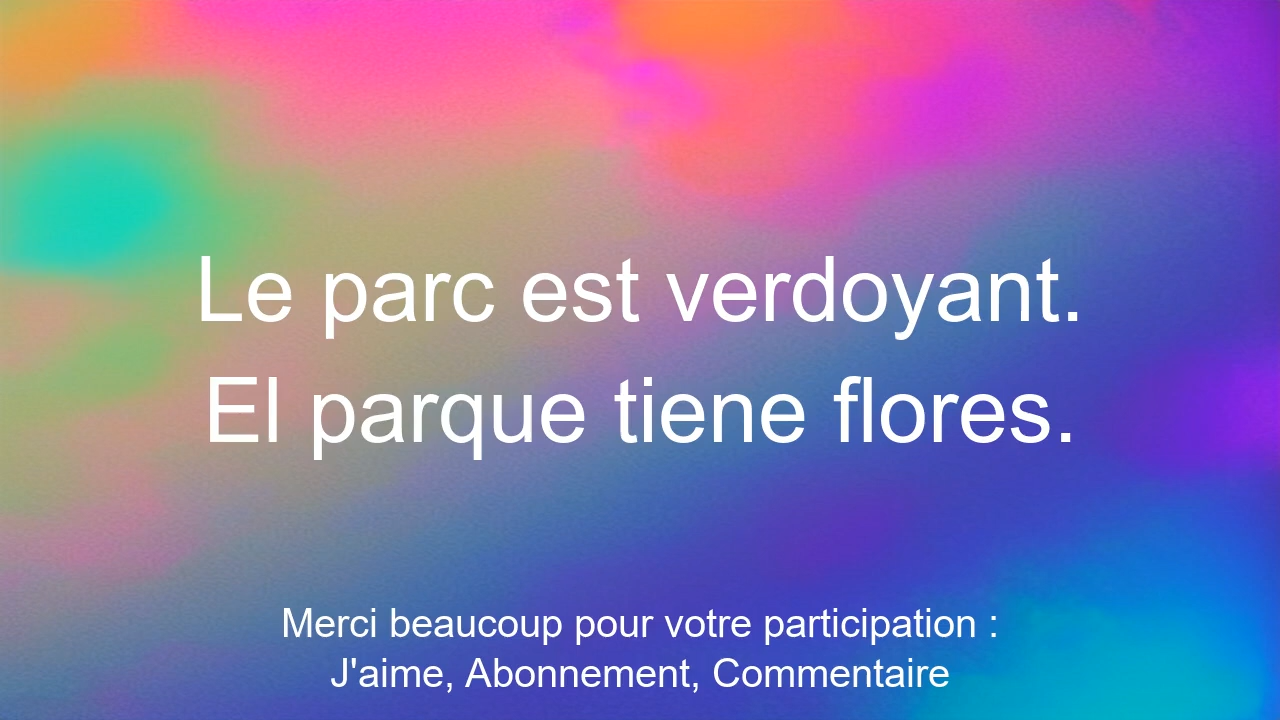 Le parc est verdoyant.
El parque tiene flores.
Merci beaucoup pour votre participation :
J'aime, Abonnement, Commentaire